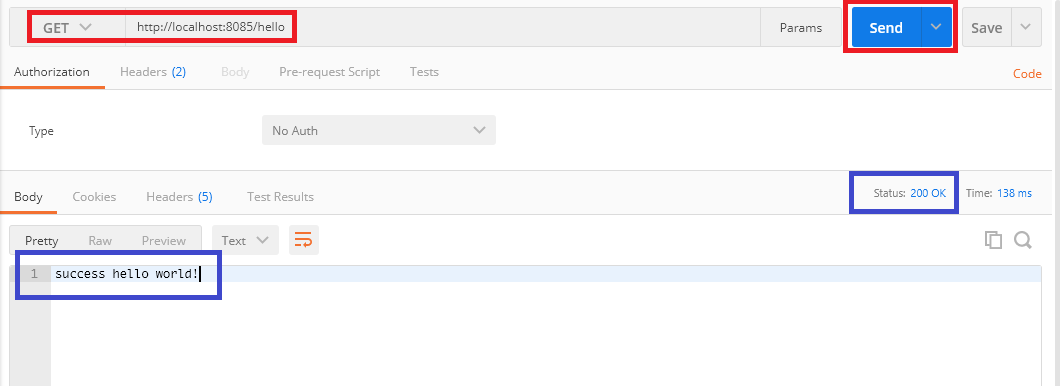 GET http://localhost:8085/hello Params Send Save
Authorization Headers (2) Body Pre-request Script Tests Code
Type No Auth
Body Cookies Headers (5) Test Results Status: 200 OK Time: 138 ms
Pretty Raw Preview Text
1 success hello world!